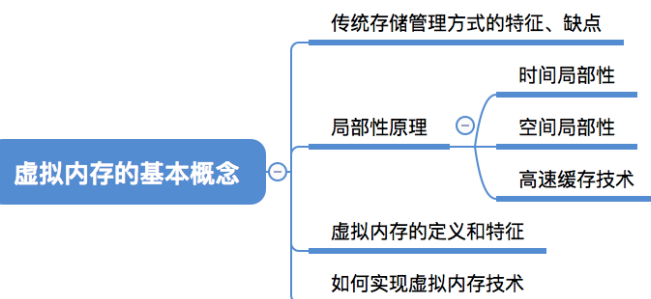 传统存储管理方式的特征、缺点
时间局部性
局部性原理
空间局部性
虚拟内存的基本概念
高速缓存技术
虚拟内存的定义和特征
如何实现虚拟内存技术